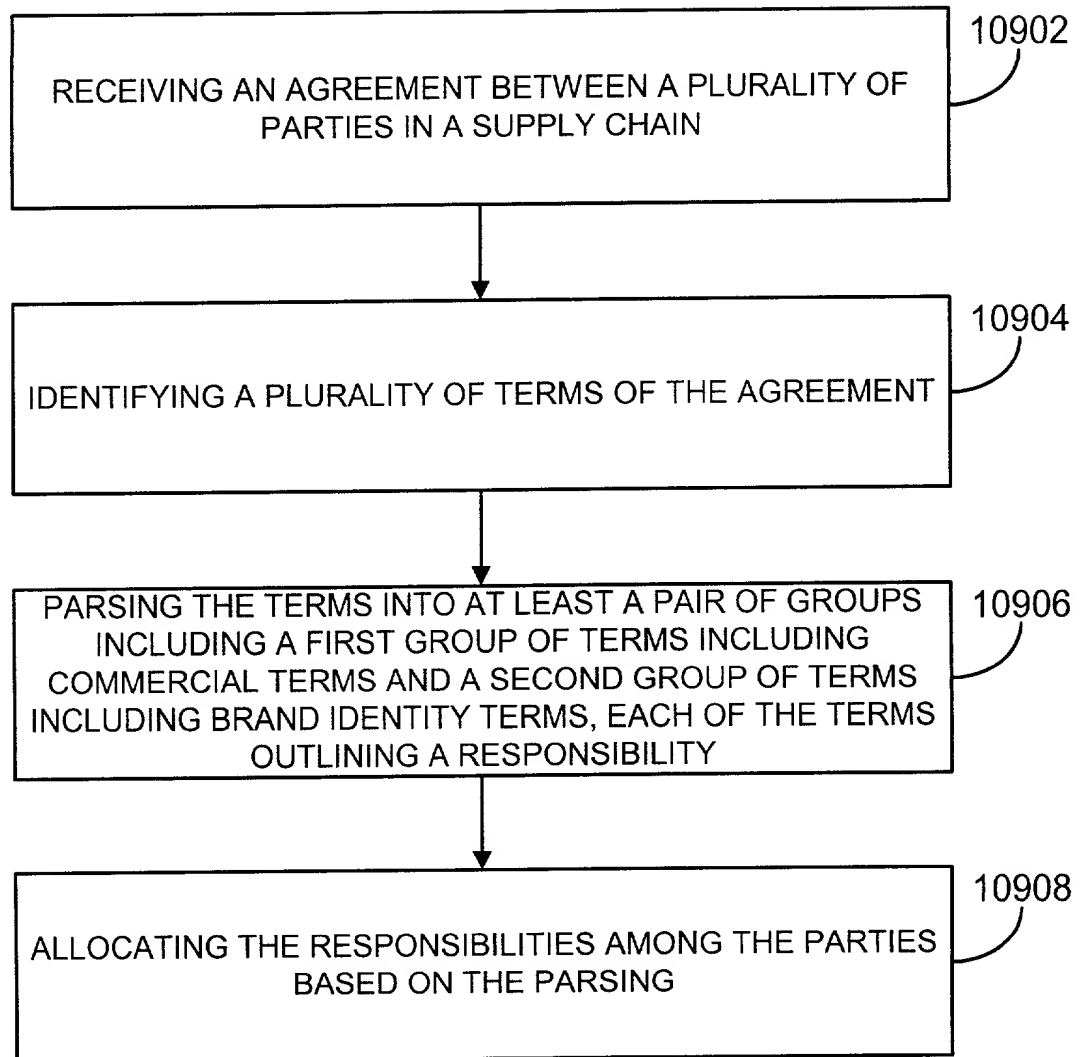 10902
RECEIVING AN AGREEMENT BETWEEN A PLURALITY OF
PARTIES IN A SUPPLY CHAIN
10904
IDENTIFYING A PLURALITY OF TERMS OF THE AGREEMENT
10906
PARSING THE TERMS INTO AT LEAST A PAIR OF GROUPS
INCLUDING A FIRST GROUP OF TERMS INCLUDING
COMMERCIAL TERMS AND A SECOND GROUP OF TERMS
INCLUDING BRAND IDENTITY TERMS, EACH OF THE TERMS
OUTLINING A RESPONSIBILITY
10908
ALLOCATING THE RESPONSIBILITIES AMONG THE PARTIES
BASED ON THE PARSING